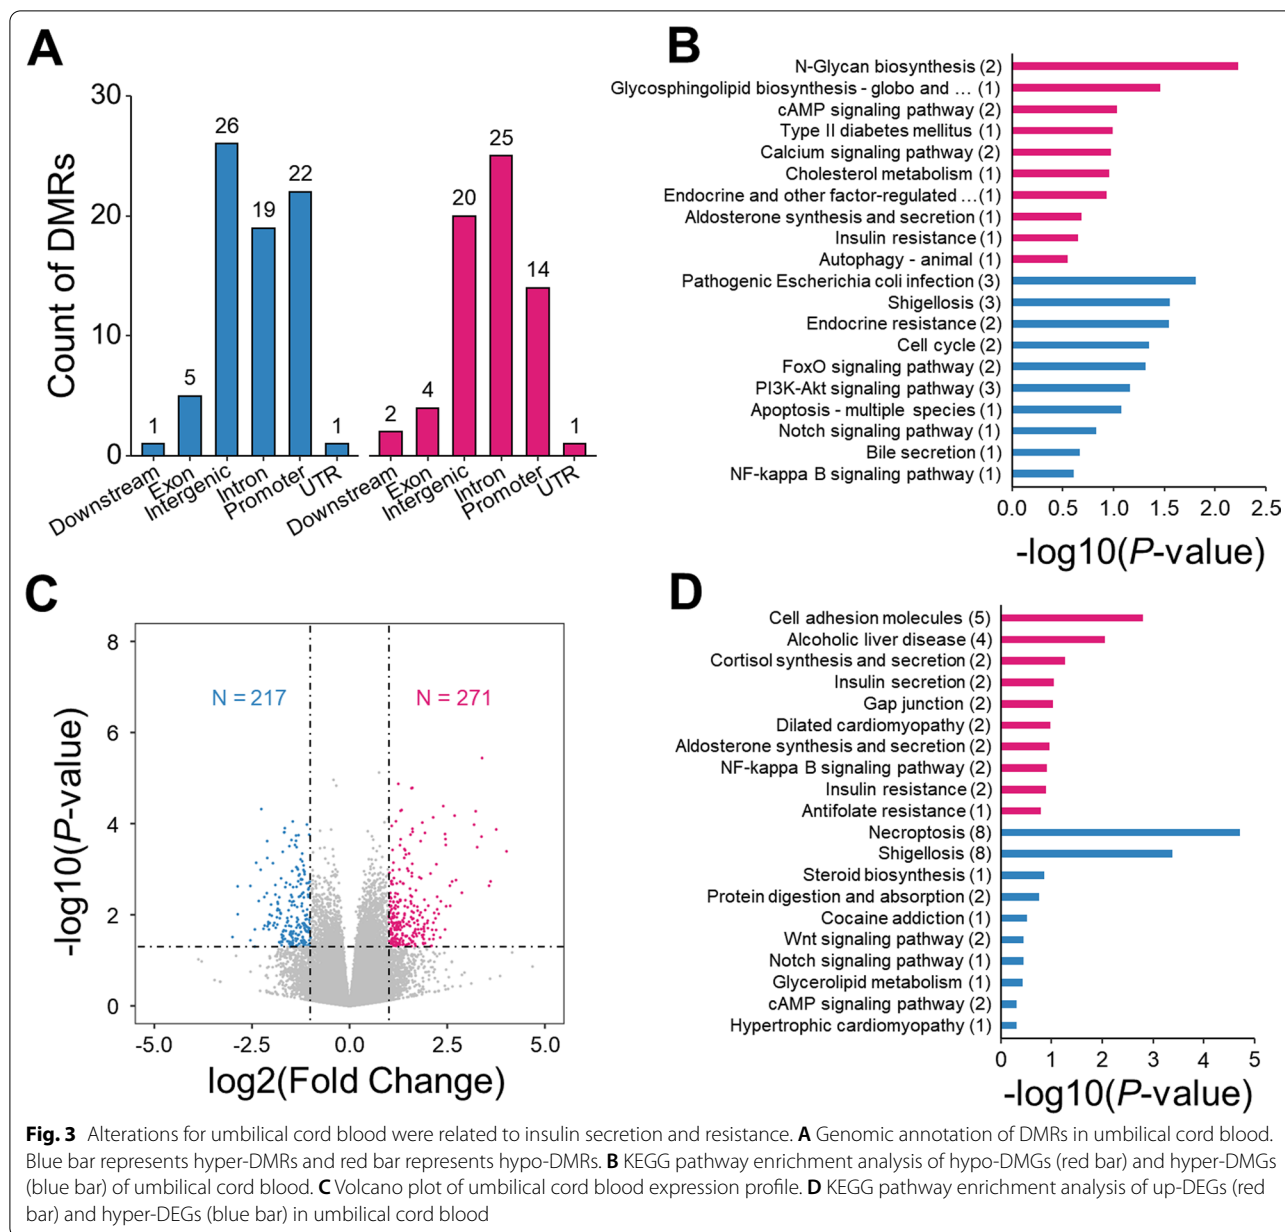 A
Count of DMRs
30
20
10
0
1
5
26
19
22
1
2
4
20
25
14
1
Downstream
Exon
Intergenic
Intron
Promoter
UTR
Downstream
Exon
Intergenic
Intron
Promoter
UTR
B
N-Glycan biosynthesis (2)
Glycosphingolipid biosynthesis - globo and ... (1)
cAMP signaling pathway (2)
Type II diabetes mellitus (1)
Calcium signaling pathway (2)
Cholesterol metabolism (1)
Endocrine and other factor-regulated ...(1)
Aldosterone synthesis and secretion (1)
Insulin resistance (1)
Autophagy - animal (1)
Pathogenic Escherichia coli infection (3)
Shigellosis (3)
Endocrine resistance (2)
Cell cycle (2)
FoxO signaling pathway (2)
PI3K-Akt signaling pathway (3)
Apoptosis - multiple species (1)
Notch signaling pathway (1)
Bile secretion (1)
NF-kappa B signaling pathway (1)
0.0 0.5 1.0 1.5 2.0 2.5
-log10(P-value)
C
-log10(P-value)
8
6
4
2
0
N = 217
N = 271
-5.0 -2.5 0.0 2.5 5.0
log2(Fold Change)
D
Cell adhesion molecules (5)
Alcoholic liver disease (4)
Cortisol synthesis and secretion (2)
Insulin secretion (2)
Gap junction (2)
Dilated cardiomyopathy (2)
Aldosterone synthesis and secretion (2)
NF-kappa B signaling pathway (2)
Insulin resistance (2)
Antifolate resistance (1)
Necroptosis (8)
Shigellosis (8)
Steroid biosynthesis (1)
Protein digestion and absorption (2)
Cocaine addiction (1)
Wnt signaling pathway (2)
Notch signaling pathway (1)
Glycerolipid metabolism (1)
cAMP signaling pathway (2)
Hypertrophic cardiomyopathy (1)
0 1 2 3 4 5
-log10(P-value)
Fig. 3 Alterations for umbilical cord blood were related to insulin secretion and resistance. A Genomic annotation of DMRs in umbilical cord blood.
Blue bar represents hyper-DMRs and red bar represents hypo-DMRs. B KEGG pathway enrichment analysis of hypo-DMGs (red bar) and hyper-DMGs
(blue bar) of umbilical cord blood. C Volcano plot of umbilical cord blood expression profile. D KEGG pathway enrichment analysis of up-DEGs (red
bar) and hyper-DEGs (blue bar) in umbilical cord blood